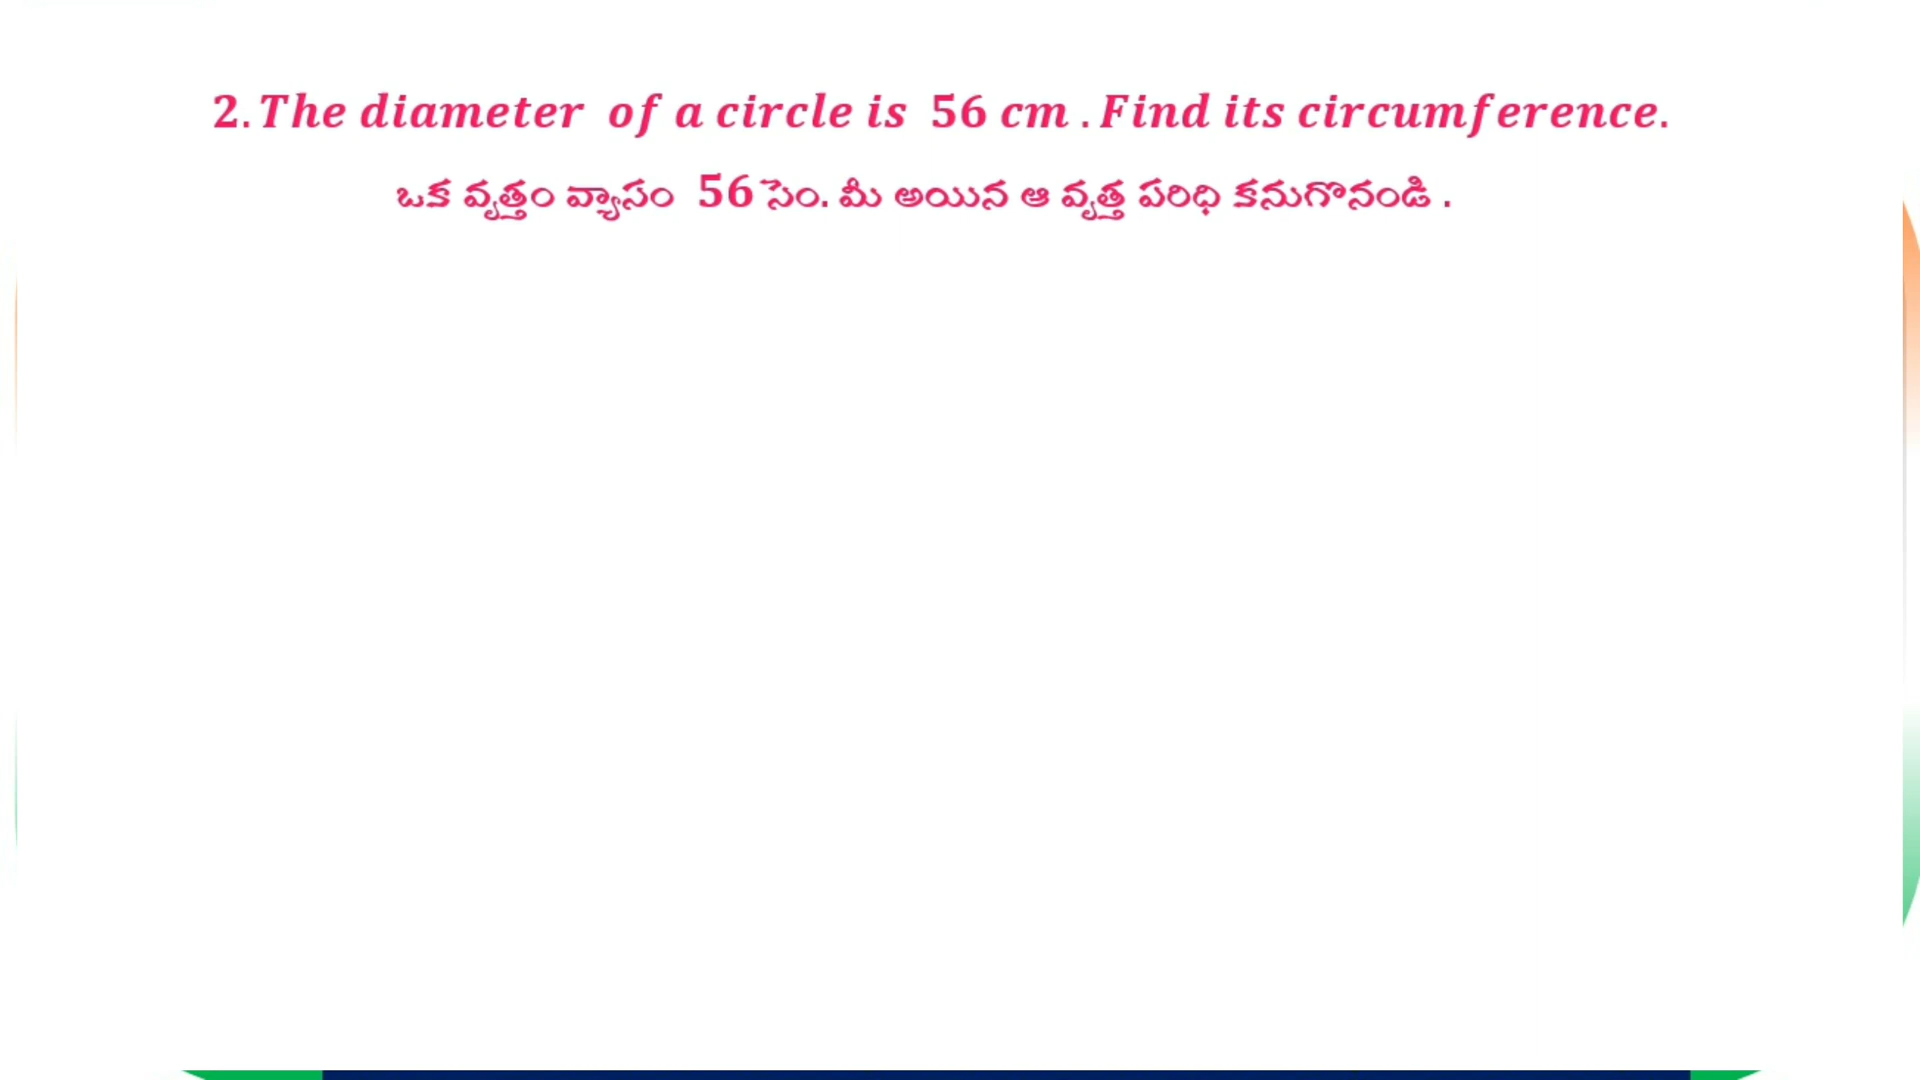 2. The diameter of a circle is 56 cm . Find its circumference.
ఒక వృత్తం వ్యాసం 56 సెం. మీ అయిన ఆ వృత్త పరిధి కనుగొనండి .